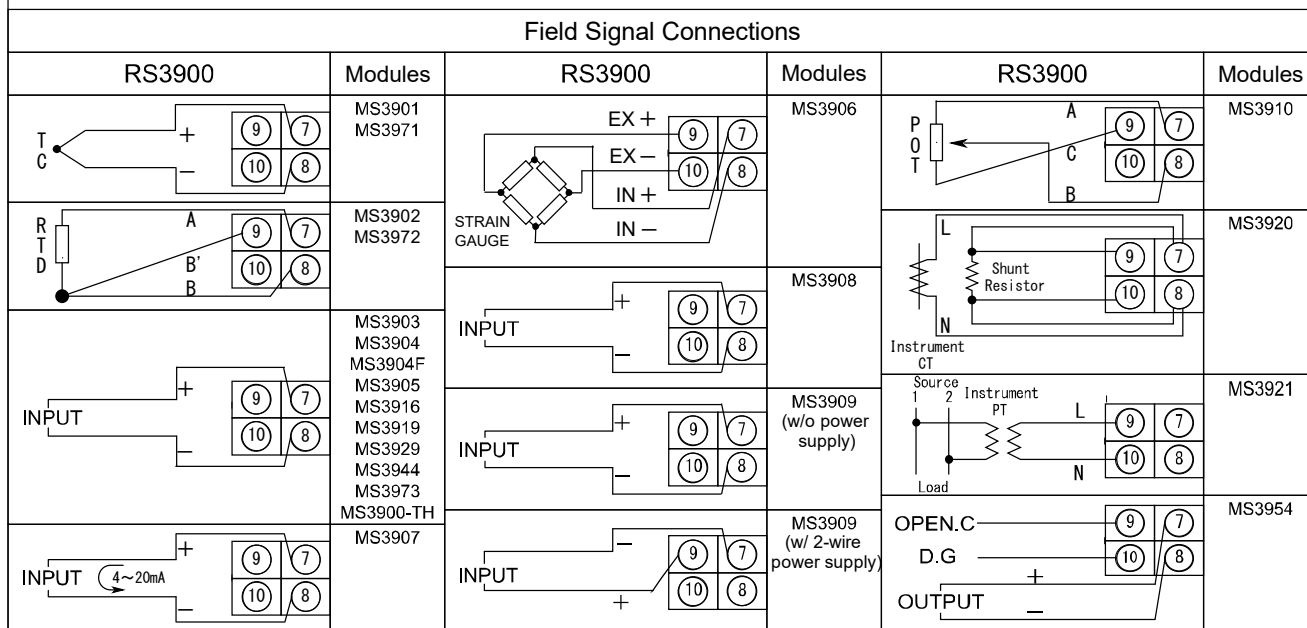 Field Signal Connections
RS3900 Modules RS3900 Modules RS3900 Modules
TC
+
−
9 7
10 8
MS3901
MS3971
RTD
A
B'
B
9 7
10 8
MS3902
MS3972
INPUT
+
−
9 7
10 8
MS3903
MS3904
MS3904F
MS3905
MS3916
MS3919
MS3929
MS3944
MS3973
MS3900-TH
INPUT
4～20mA
+
−
9 7
10 8
MS3907
EX +
EX −
IN +
IN −
STRAIN
GAUGE
9 7
10 8
MS3906
INPUT
+
−
9 7
10 8
MS3908
INPUT
+
−
9 7
10 8
MS3909
(w/o power
supply)
INPUT
−
+
9 7
10 8
MS3909
(w/ 2-wire
power supply)
POT
A
C
B
9 7
10 8
MS3910
L
Shunt
Resistor
N
Instrument
CT
9 7
10 8
MS3920
Source
1 2
Instrument
PT
L
N
Load
9 7
10 8
MS3921
OPEN.C
D.G
+
OUTPUT
−
9 7
10 8
MS3954